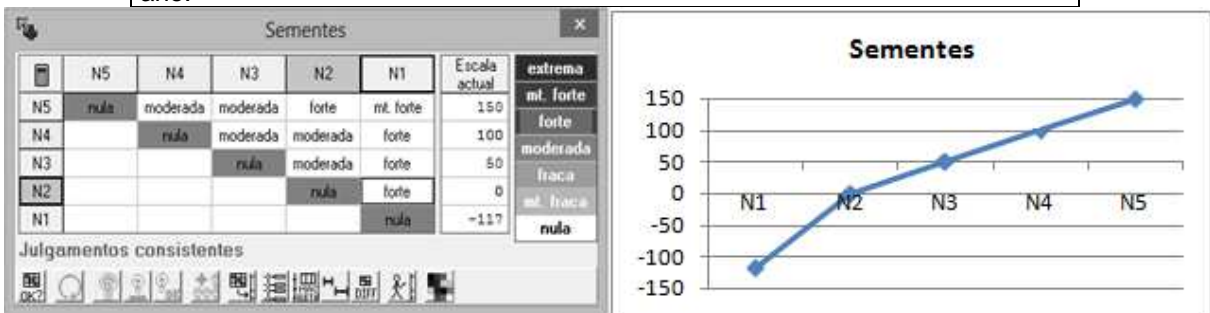 ano.
Sementes
N5 N4 N3 N2 N1 Escala actual
N5 nula moderada moderada forte mt. forte 150
N4 nula moderada moderada forte 100
N3 nula moderada forte 50
N2 nula forte 0
N1 nula -117
extrema
mt. forte
forte
moderada
fraca
mt. fraca
nula
Julgamentos consistentes
OK?
DIFF
Sementes
150
100
50
0
-50
-100
-150
N1 N2 N3 N4 N5